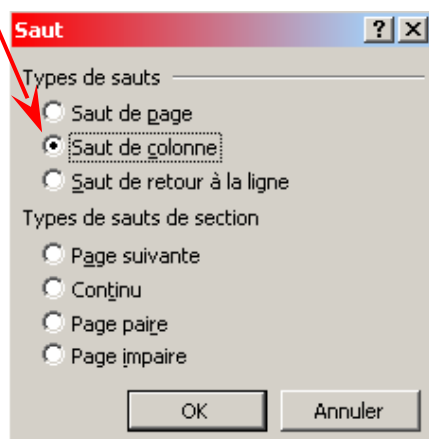 Saut
Types de sauts
Saut de page
Saut de colonne
Saut de retour à la ligne
Types de sauts de section
Page suivante
Continu
Page paire
Page impaire
OK Annuler